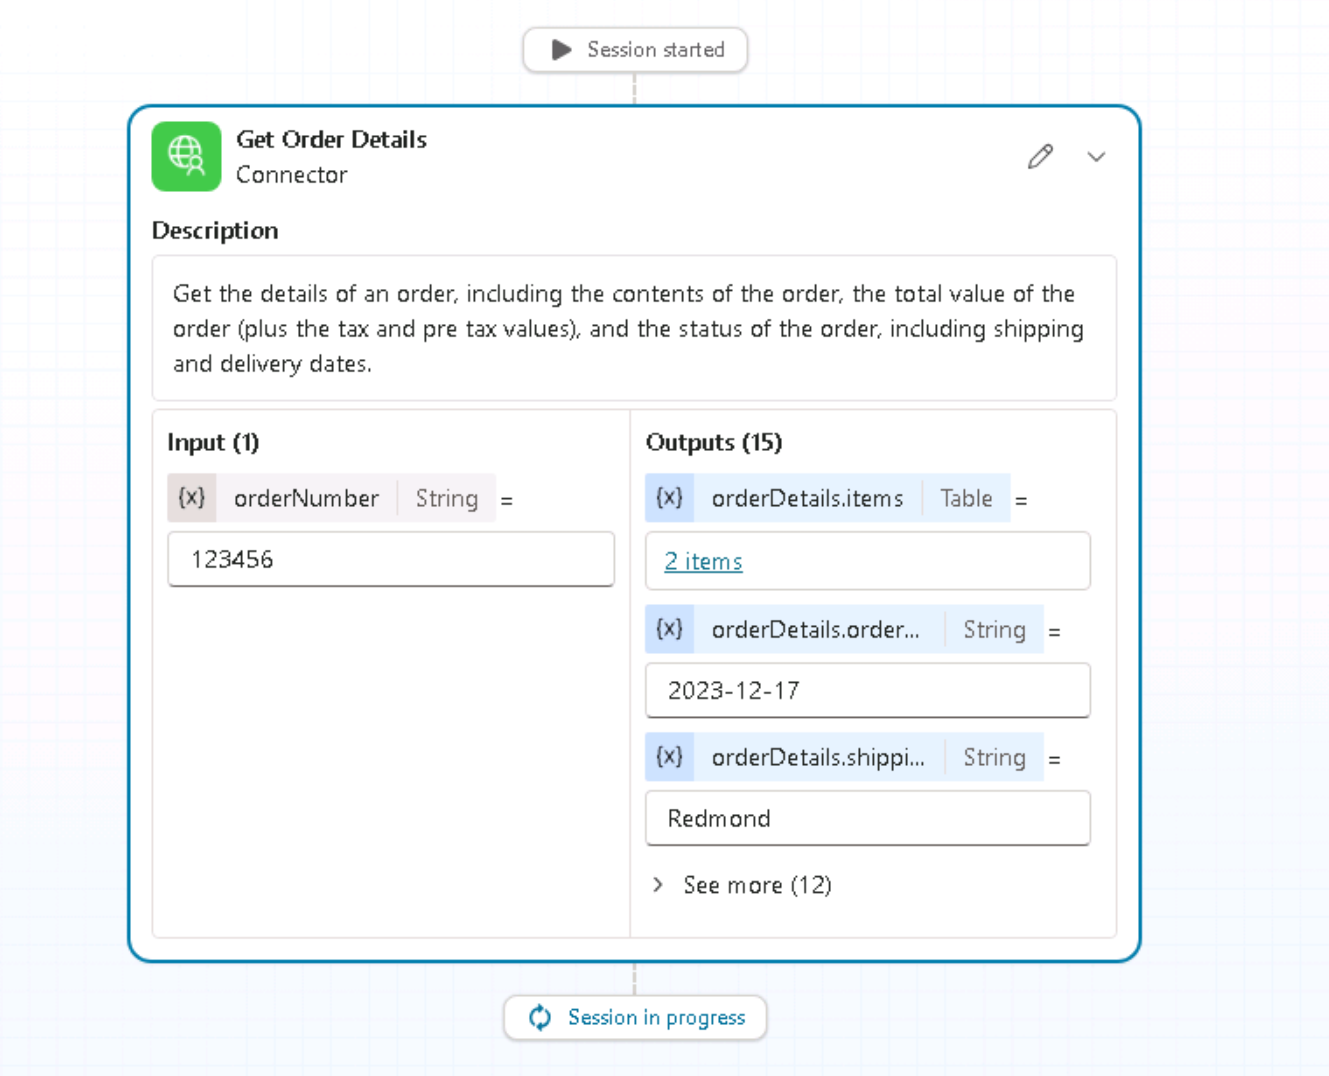 Session started
Get Order Details
Connector
Description
Get the details of an order, including the contents of the order, the total value of the
order (plus the tax and pre tax values), and the status of the order, including shipping
and delivery dates.
Input (1)
{x} orderNumber String =
123456
Outputs (15)
{x} orderDetails.items Table =
2 items
{x} orderDetails.order... String =
2023-12-17
{x} orderDetails.shippi... String =
Redmond
See more (12)
Session in progress